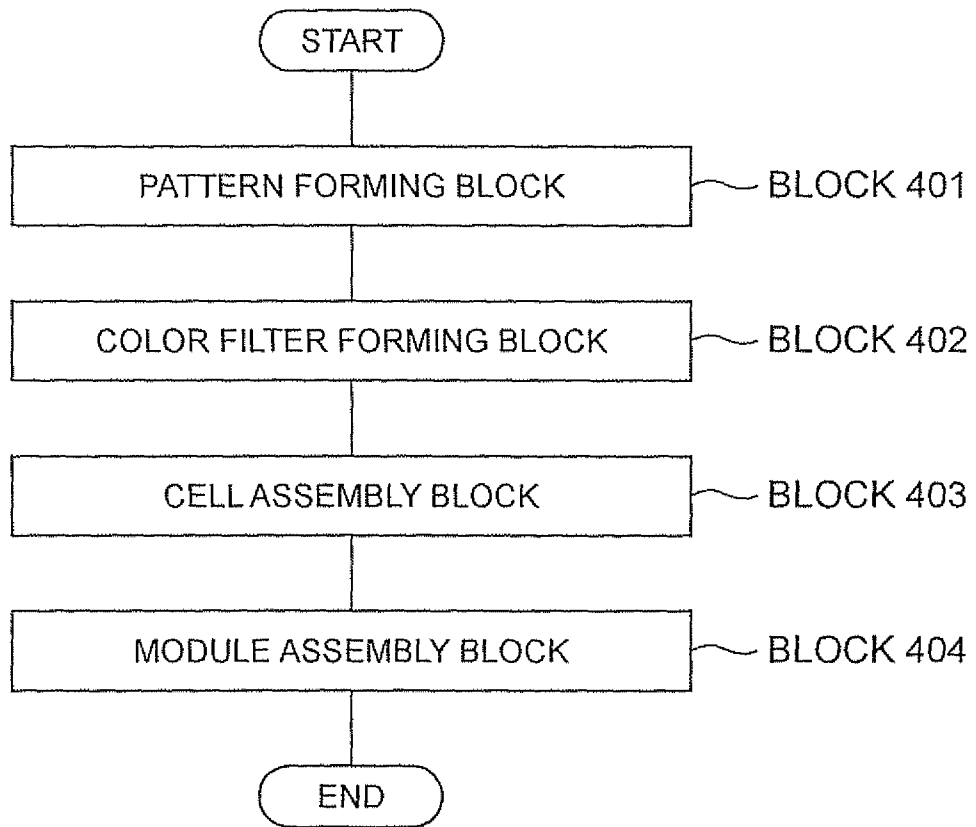 START
PATTERN FORMING BLOCK
BLOCK 401
COLOR FILTER FORMING BLOCK
BLOCK 402
CELL ASSEMBLY BLOCK
BLOCK 403
MODULE ASSEMBLY BLOCK
BLOCK 404
END